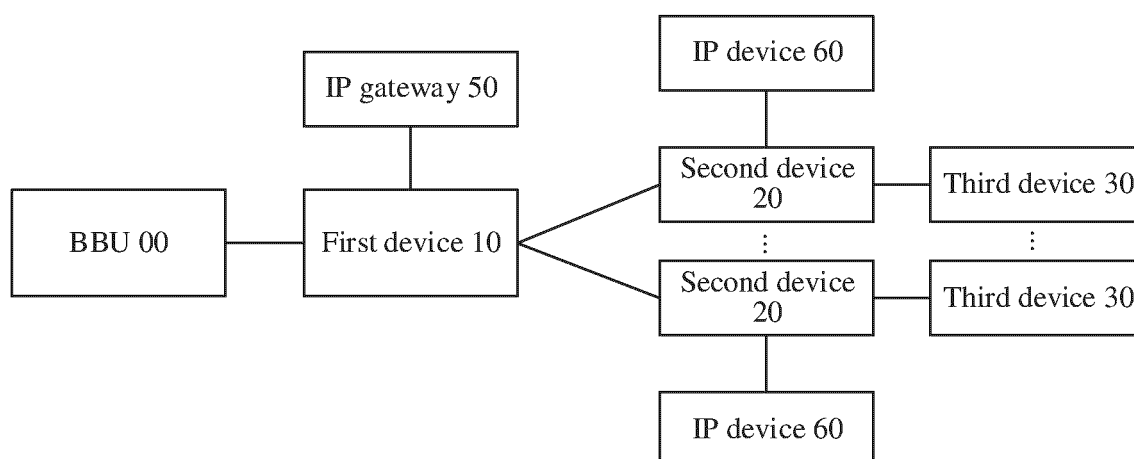 IP device 60
IP gateway 50
Second device
20
Third device 30
BBU 00
First device 10
⋮
⋮
Second device
20
Third device 30
IP device 60